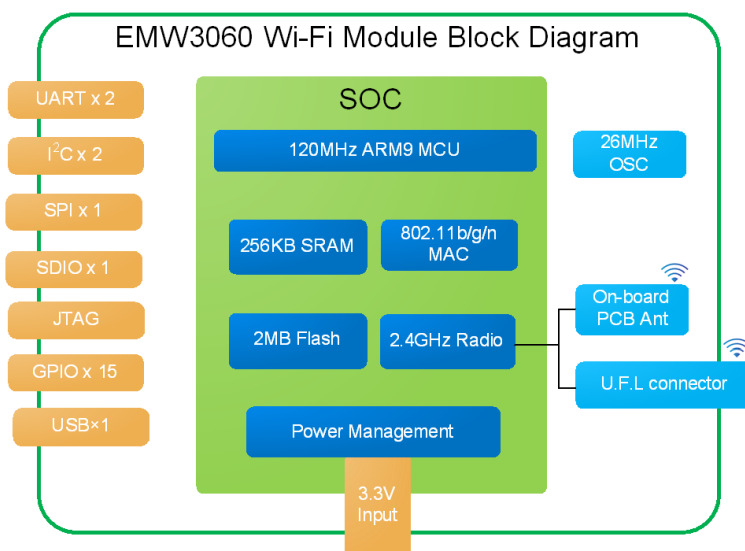 EMW3060 Wi-Fi Module Block Diagram
UART x 2
I²C x 2
SPI x 1
SDIO x 1
JTAG
GPIO x 15
USB×1
SOC
120MHz ARM9 MCU
256KB SRAM
802.11b/g/n
MAC
2MB Flash
2.4GHz Radio
Power Management
3.3V
Input
26MHz
OSC
On-board
PCB Ant
U.F.L connector